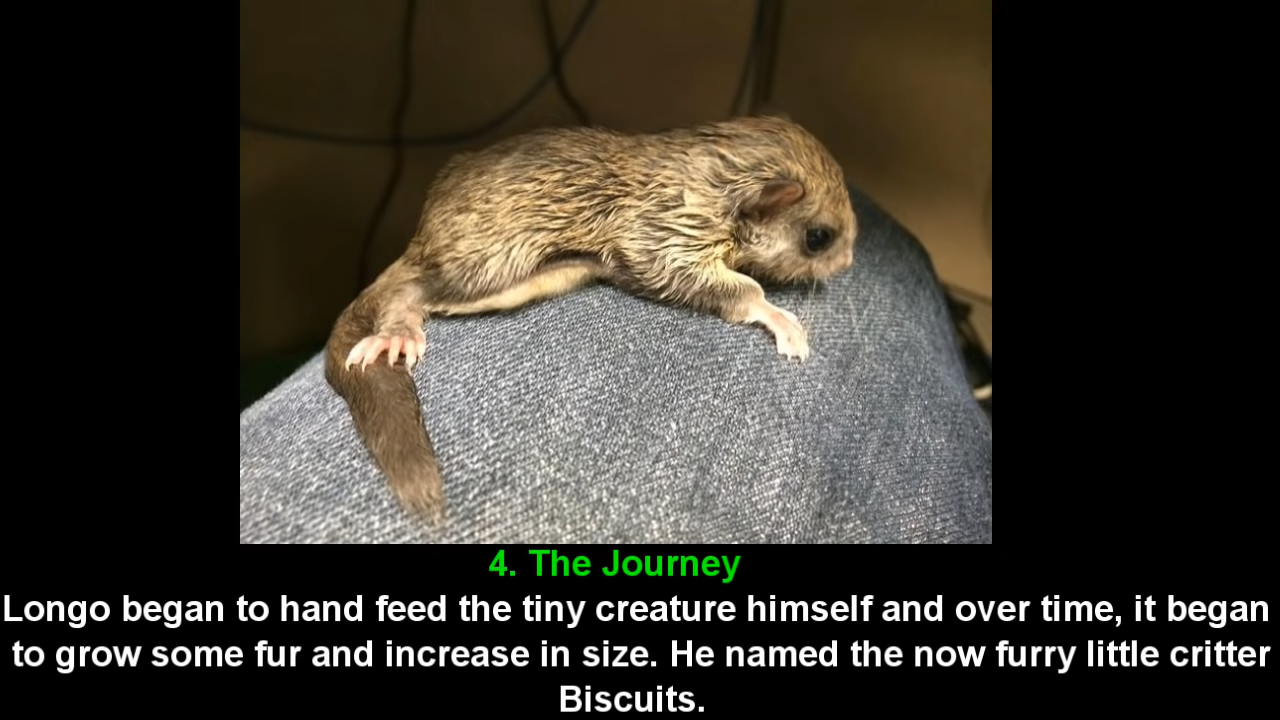 4. The Journey
Longo began to hand feed the tiny creature himself and over time, it began
to grow some fur and increase in size. He named the now furry little critter
Biscuits.